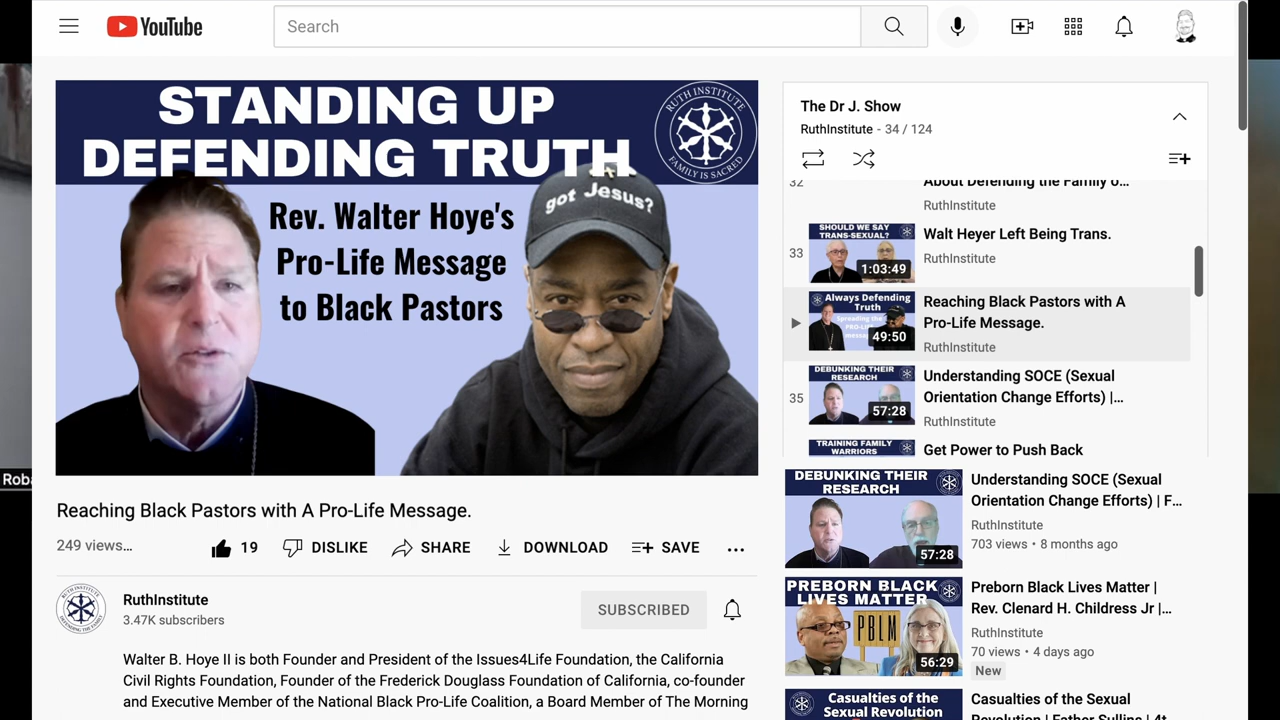 YouTube
Search
STANDING UP
DEFENDING TRUTH
RUTH INSTITUTE
FAMILY IS SACRED
got Jesus?
Rev. Walter Hoye's
Pro-Life Message
to Black Pastors
Reaching Black Pastors with A Pro-Life Message.
249 views...
19
DISLIKE
SHARE
DOWNLOAD
SAVE
RuthInstitute
3.47K subscribers
SUBSCRIBED
Walter B. Hoye II is both Founder and President of the Issues4Life Foundation, the California
Civil Rights Foundation, Founder of the Frederick Douglass Foundation of California, co-founder
and Executive Member of the National Black Pro-Life Coalition, a Board Member of The Morning
Roba
The Dr J. Show
RuthInstitute - 34 / 124
32
About Defending the Family o...
RuthInstitute
33
SHOULD WE SAY
TRANS-SEXUAL?
1:03:49
Walt Heyer Left Being Trans.
RuthInstitute
Always Defending
Truth
Spreading the
PRO-LIFE
message
49:50
Reaching Black Pastors with A
Pro-Life Message.
RuthInstitute
35
DEBUNKING THEIR
RESEARCH
57:28
Understanding SOCE (Sexual
Orientation Change Efforts) |...
RuthInstitute
TRAINING FAMILY
WARRIORS
Get Power to Push Back
DEBUNKING THEIR
RESEARCH
57:28
Understanding SOCE (Sexual
Orientation Change Efforts) | F...
RuthInstitute
703 views • 8 months ago
PREBORN BLACK
LIVES MATTER
PBLM
56:29
Preborn Black Lives Matter |
Rev. Clenard H. Childress Jr |...
RuthInstitute
70 views • 4 days ago
New
Casualties of the
Sexual Revolution
Casualties of the Sexual
Revolution | Father Sullins | 4t